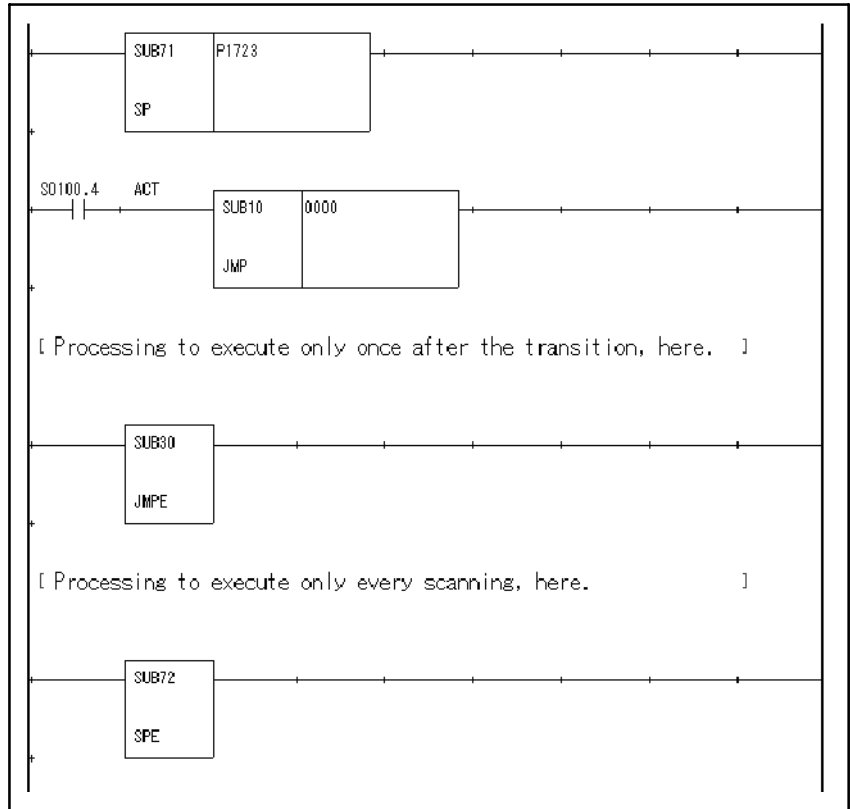 SUB71 P1723
SP
S0100.4 ACT
SUB10 0000
JMP
[ Processing to execute only once after the transition, here. ]
SUB30
JMPE
[ Processing to execute only every scanning, here. ]
SUB72
SPE